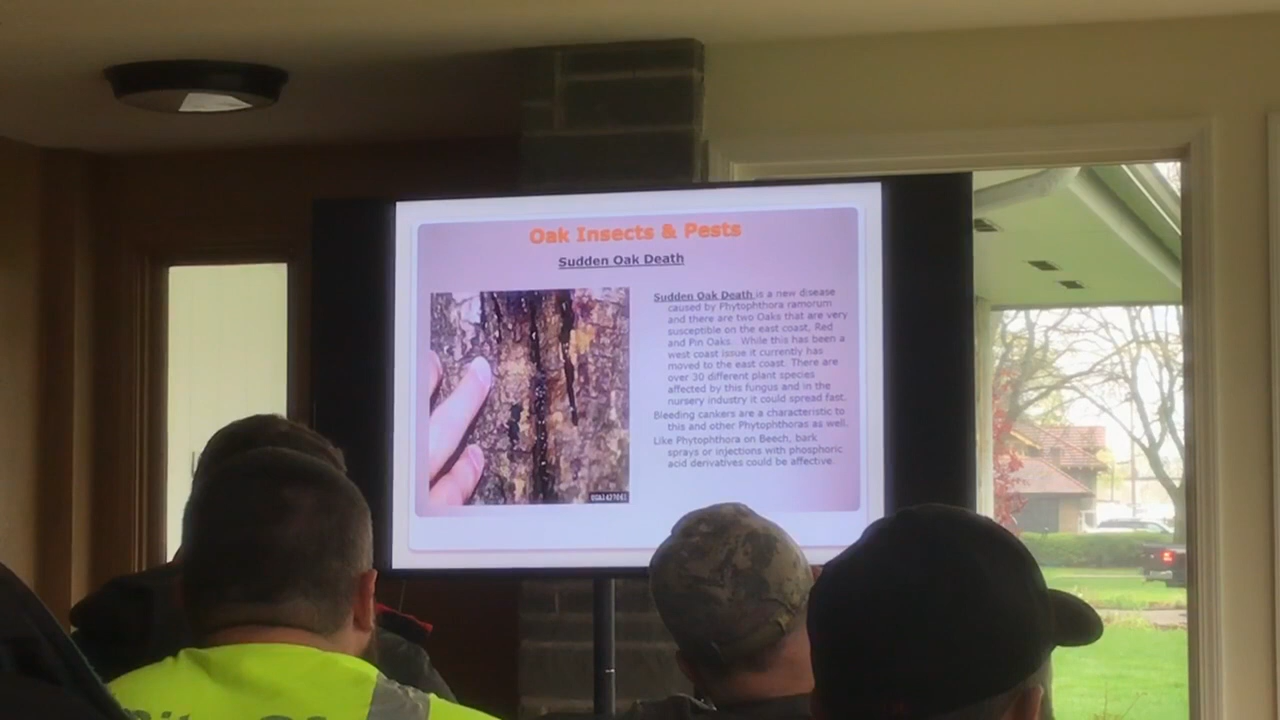 Oak Insects & Pests
Sudden Oak Death
Sudden Oak Death is a new disease
caused by Phytophthora ramorum
and there are two Oaks that are very
susceptible on the east coast, Red
and Pin Oaks. While this has been a
west coast issue it currently has
moved to the east coast. There are
over 30 different plant species
affected by this fungus and in the
nursery industry it could spread fast.
Bleeding cankers are a characteristic to
this and other Phytophthoras as well.
Like Phytophthora on Beech, bark
sprays or injections with phosphoric
acid derivatives could be affective.